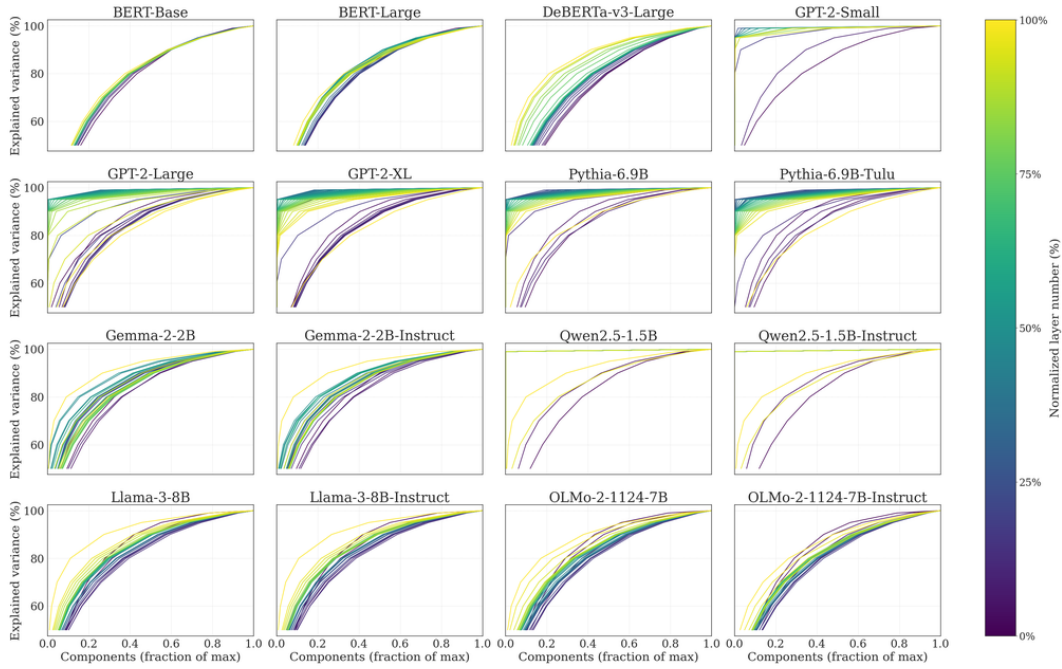 BERT-Base BERT-Large DeBERTa-v3-Large GPT-2-Small
Explained variance (%)
100
80
60
GPT-2-Large GPT-2-XL Pythia-6.9B Pythia-6.9B-Tulu
Explained variance (%)
100
80
60
Gemma-2-2B Gemma-2-2B-Instruct Qwen2.5-1.5B Qwen2.5-1.5B-Instruct
Explained variance (%)
100
80
60
Llama-3-8B Llama-3-8B-Instruct OLMo-2-1124-7B OLMo-2-1124-7B-Instruct
Explained variance (%)
100
80
60
0.0 0.2 0.4 0.6 0.8 1.0 0.0 0.2 0.4 0.6 0.8 1.0 0.0 0.2 0.4 0.6 0.8 1.0 0.0 0.2 0.4 0.6 0.8 1.0
Components (fraction of max) Components (fraction of max) Components (fraction of max) Components (fraction of max)
100%
75%
50%
25%
Normalized layer number (%)